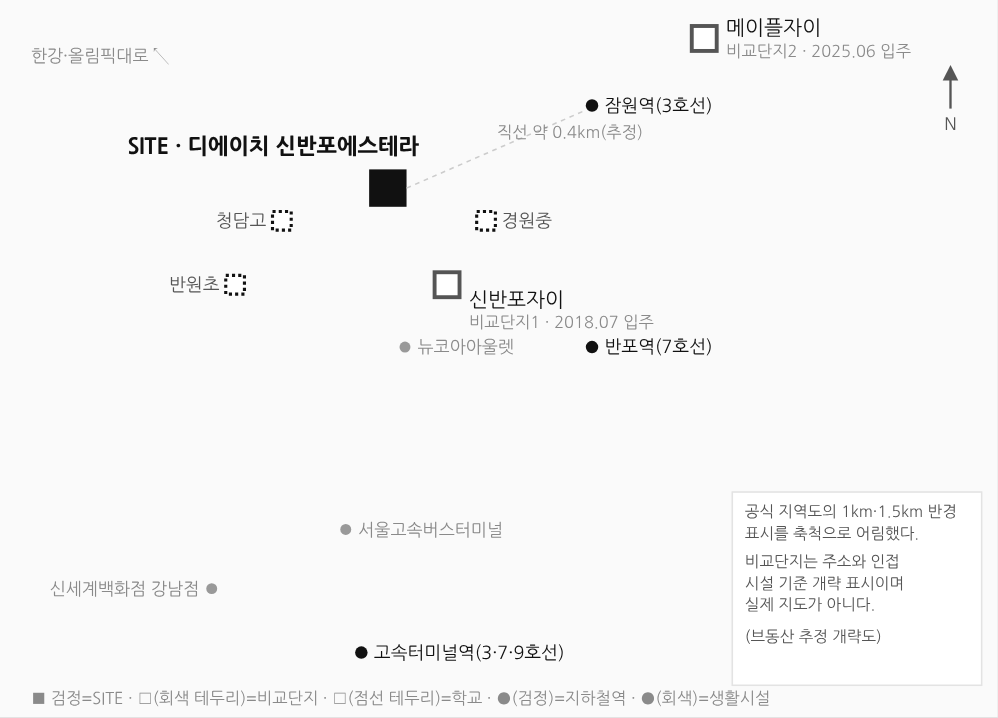 메이플자이
비교단지2 · 2025.06 입주
한강·올림픽대로 ↖
N
잠원역(3호선)
직선 약 0.4km(추정)
SITE · 디에이치 신반포에스테라
청담고
경원중
반원초
신반포자이
비교단지1 · 2018.07 입주
뉴코아아울렛
반포역(7호선)
서울고속버스터미널
신세계백화점 강남점
고속터미널역(3·7·9호선)
공식 지역도의 1km·1.5km 반경
표시를 축척으로 어림했다.
비교단지는 주소와 인접
시설 기준 개략 표시이며
실제 지도가 아니다.
(브동산 추정 개략도)
■ 검정=SITE · □(회색 테두리)=비교단지 · □(점선 테두리)=학교 · ●(검정)=지하철역 · ●(회색)=생활시설